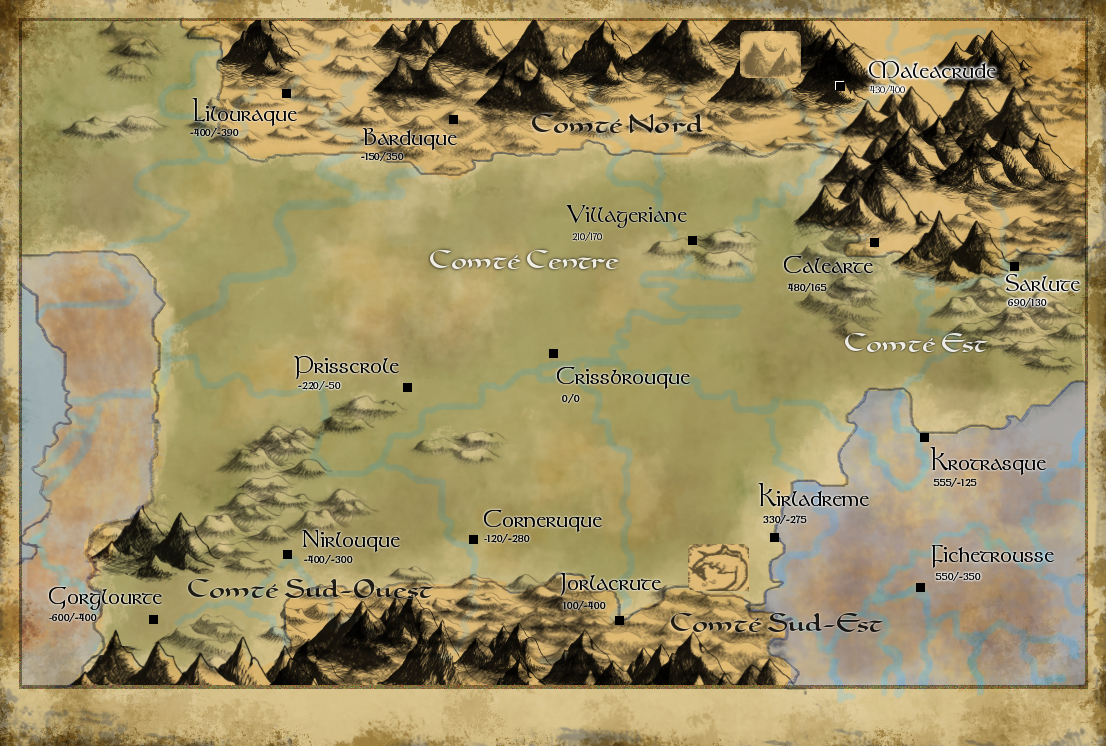 Maleacrude
430/400
Lilouraque
-400/-390
Barduque
-150/350
Comté Nord
Villageriane
210/170
Comté Centre
Calearte
480/165
Sarlute
690/130
Comté Est
Prisscrole
-220/-50
Crissbrouque
0/0
Krotrasque
555/-125
Kirladreme
330/-275
Corneruque
-120/-280
Nirlouque
-400/-300
Fichetrousse
550/-350
Comté Sud-Ouest
Jorlacrute
100/-400
Gorglourte
-600/-400
Comté Sud-Est